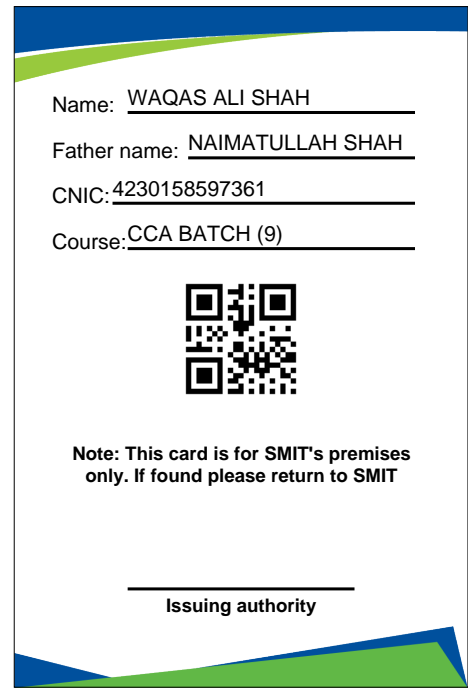 Name: WAQAS ALI SHAH
Father name: NAIMATULLAH SHAH
CNIC: 4230158597361
Course: CCA BATCH (9)
Note: This card is for SMIT's premises
only. If found please return to SMIT
Issuing authority